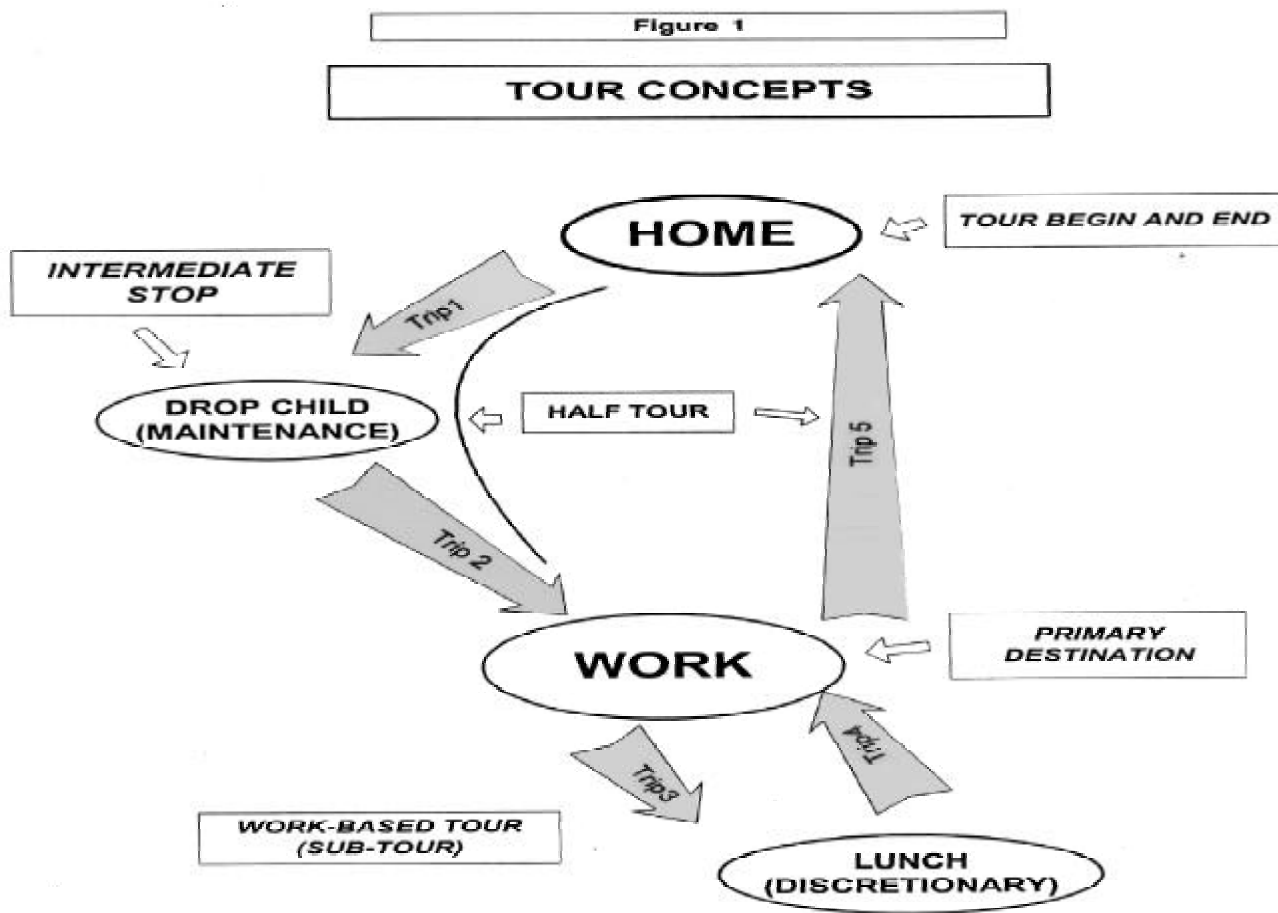 Figure 1
TOUR CONCEPTS
HOME
TOUR BEGIN AND END
INTERMEDIATE
STOP
Trip1
DROP CHILD
(MAINTENANCE)
HALF TOUR
Trip 5
Trip 2
WORK
PRIMARY
DESTINATION
Trip4
Trip3
WORK-BASED TOUR
(SUB-TOUR)
LUNCH
(DISCRETIONARY)